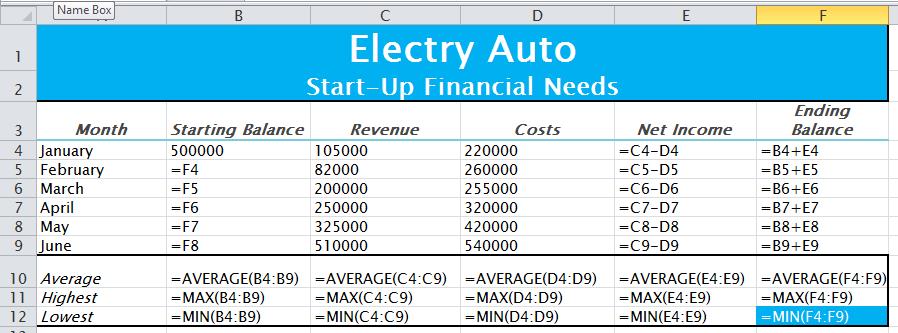 Name Box
C B D E F
1 Electry Auto
2 Start-Up Financial Needs
3 Month Starting Balance Revenue Costs Net Income Ending Balance
4 January 500000 105000 220000 =C4-D4 =B4+E4
5 February =F4 82000 260000 =C5-D5 =B5+E5
6 March =F5 200000 255000 =C6-D6 =B6+E6
7 April =F6 250000 320000 =C7-D7 =B7+E7
8 May =F7 325000 420000 =C8-D8 =B8+E8
9 June =F8 510000 540000 =C9-D9 =B9+E9
10 Average =AVERAGE(B4:B9) =AVERAGE(C4:C9) =AVERAGE(D4:D9) =AVERAGE(E4:E9) =AVERAGE(F4:F9)
11 Highest =MAX(B4:B9) =MAX(C4:C9) =MAX(D4:D9) =MAX(E4:E9) =MAX(F4:F9)
12 Lowest =MIN(B4:B9) =MIN(C4:C9) =MIN(D4:D9) =MIN(E4:E9) =MIN(F4:F9)